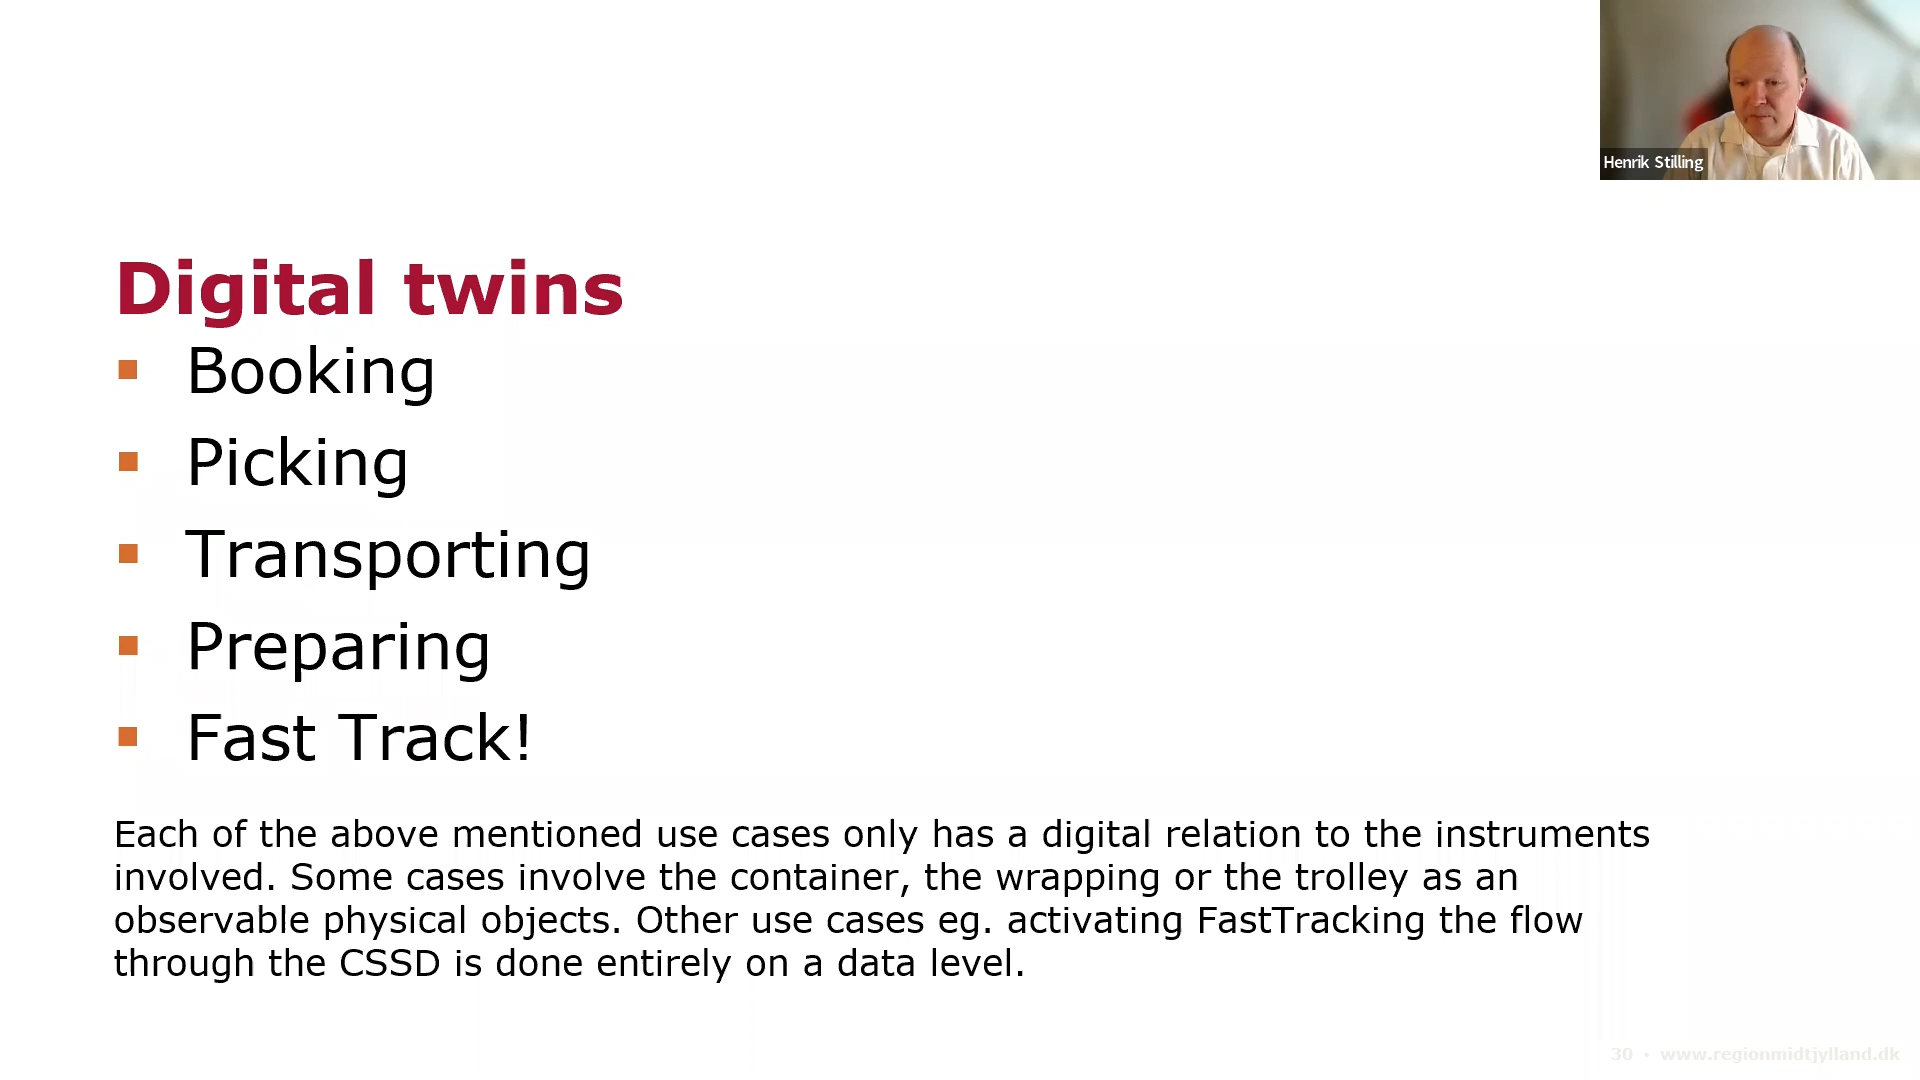 Henrik Stilling
Digital twins
Booking
Picking
Transporting
Preparing
Fast Track!
Each of the above mentioned use cases only has a digital relation to the instruments
involved. Some cases involve the container, the wrapping or the trolley as an
observable physical objects. Other use cases eg. activating FastTracking the flow
through the CSSD is done entirely on a data level.
30 • www.regionmidtjylland.dk